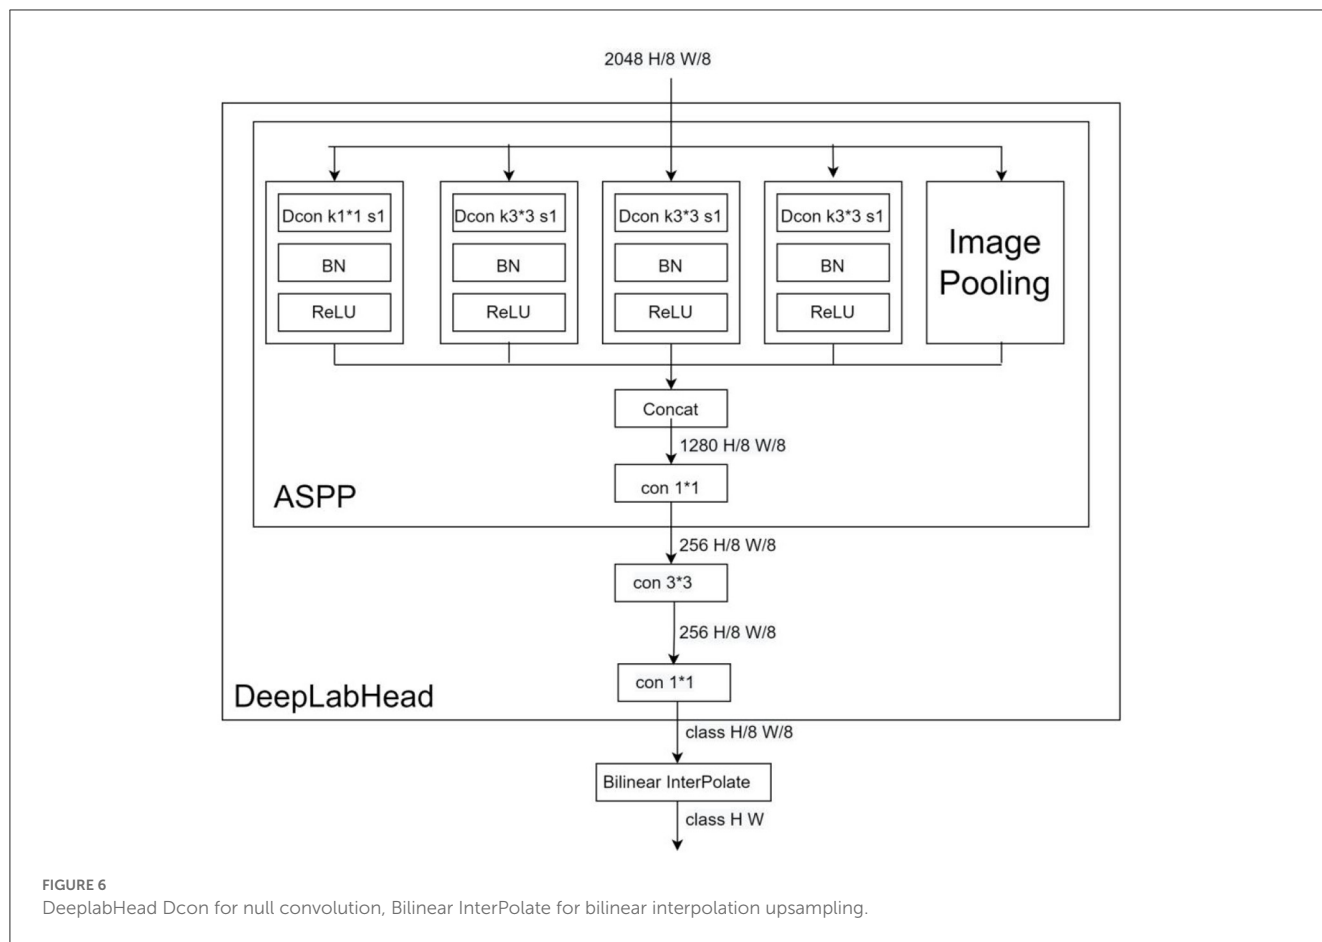 2048 H/8 W/8
Dcon k1*1 s1
BN
ReLU
Dcon k3*3 s1
BN
ReLU
Dcon k3*3 s1
BN
ReLU
Dcon k3*3 s1
BN
ReLU
Image
Pooling
Concat
1280 H/8 W/8
con 1*1
ASPP
256 H/8 W/8
con 3*3
256 H/8 W/8
con 1*1
DeepLabHead
class H/8 W/8
Bilinear InterPolate
class H W
FIGURE 6
DeeplabHead Dcon for null convolution, Bilinear InterPolate for bilinear interpolation upsampling.